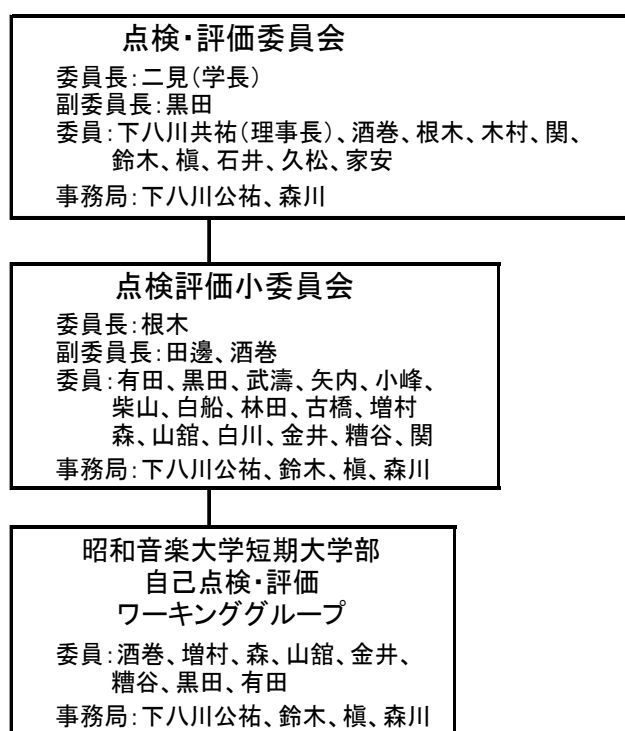 点検・評価委員会
委員長：二見（学長）
副委員長：黒田
委員：下八川共祐（理事長）、酒巻、根木、木村、関、
鈴木、槇、石井、久松、家安
事務局：下八川公祐、森川
点検評価小委員会
委員長：根木
副委員長：田邊、酒巻
委員：有田、黒田、武濤、矢内、小峰、
柴山、白船、林田、古橋、増村
森、山舘、白川、金井、糟谷、関
事務局：下八川公祐、鈴木、槇、森川
昭和音楽大学短期大学部
自己点検・評価
ワーキンググループ
委員：酒巻、増村、森、山舘、金井、
糟谷、黒田、有田
事務局：下八川公祐、鈴木、槇、森川